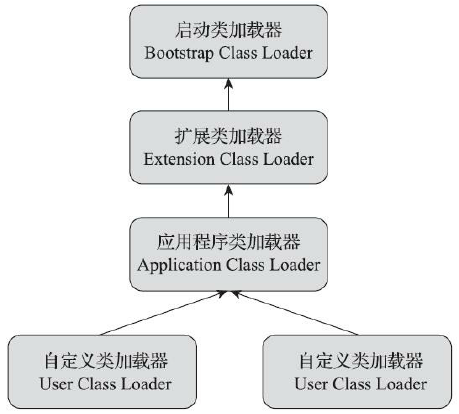 启动类加载器
Bootstrap Class Loader
扩展类加载器
Extension Class Loader
应用程序类加载器
Application Class Loader
自定义类加载器
User Class Loader
自定义类加载器
User Class Loader